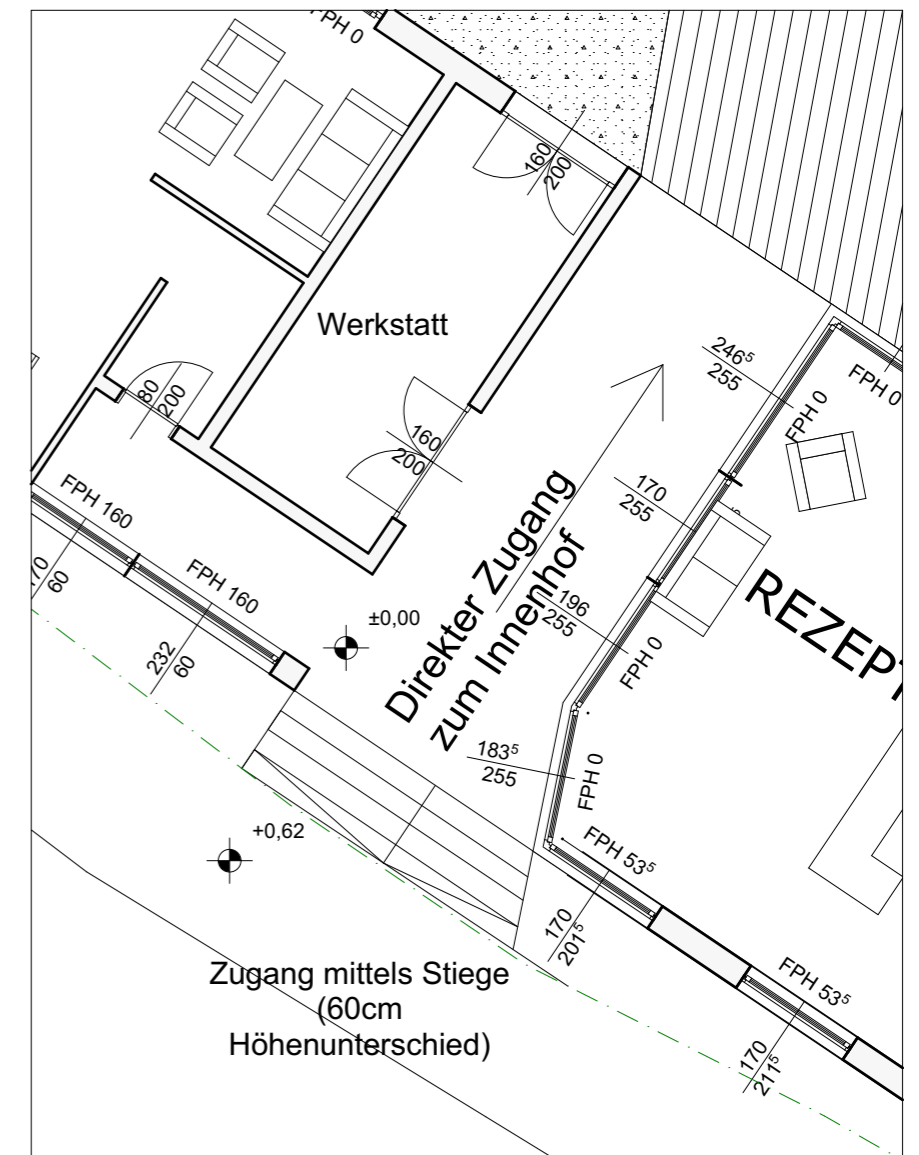 FPH 0
160
200
Werkstatt
246⁵
255
FPH 0
FPH 0
80
200
160
200
170
255
FPH 160
FPH 160
60
232
60
±0,00
Direkter Zugang
zum Innenhof
196
255
FPH 0
183⁵
255
FPH 0
+0,62
FPH 53⁵
170
201⁵
FPH 53⁵
170
211⁵
Zugang mittels Stiege
(60cm
Höhenunterschied)